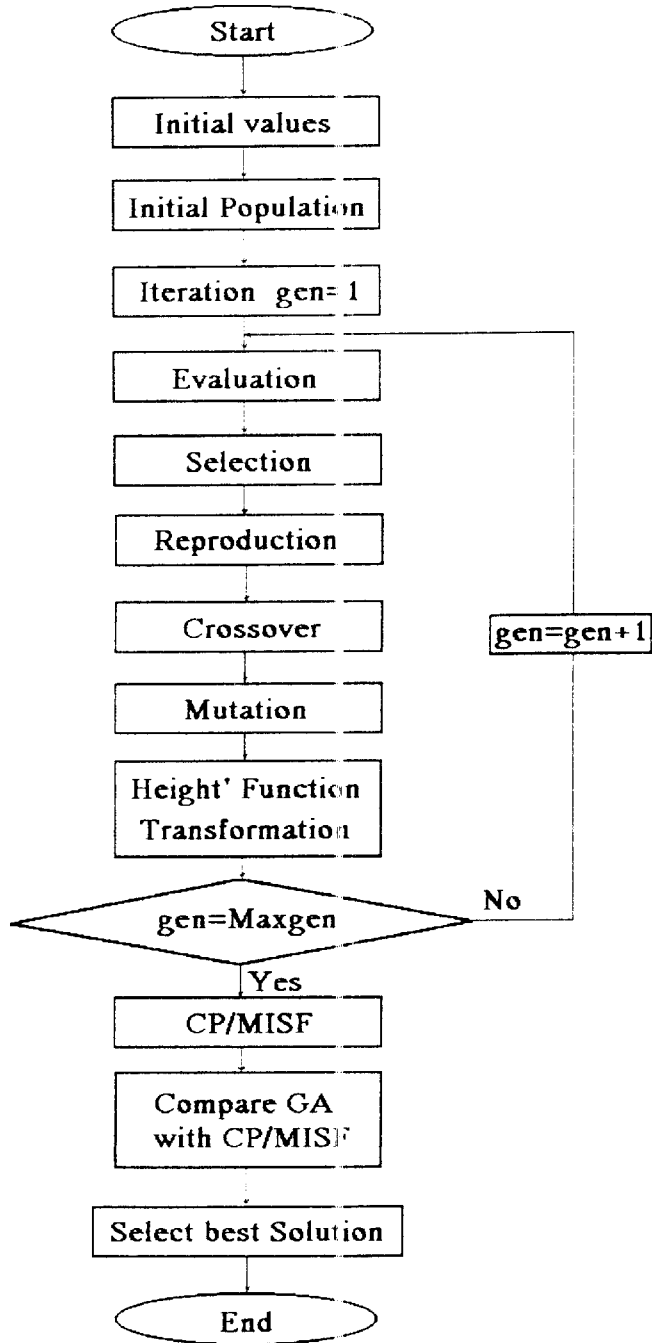 Start
Initial values
Initial Population
Iteration gen=1
Evaluation
Selection
Reproduction
Crossover
gen=gen+1
Mutation
Height' Function
Transformation
gen=Maxgen
No
Yes
CP/MISF
Compare GA
with CP/MISF
Select best Solution
End